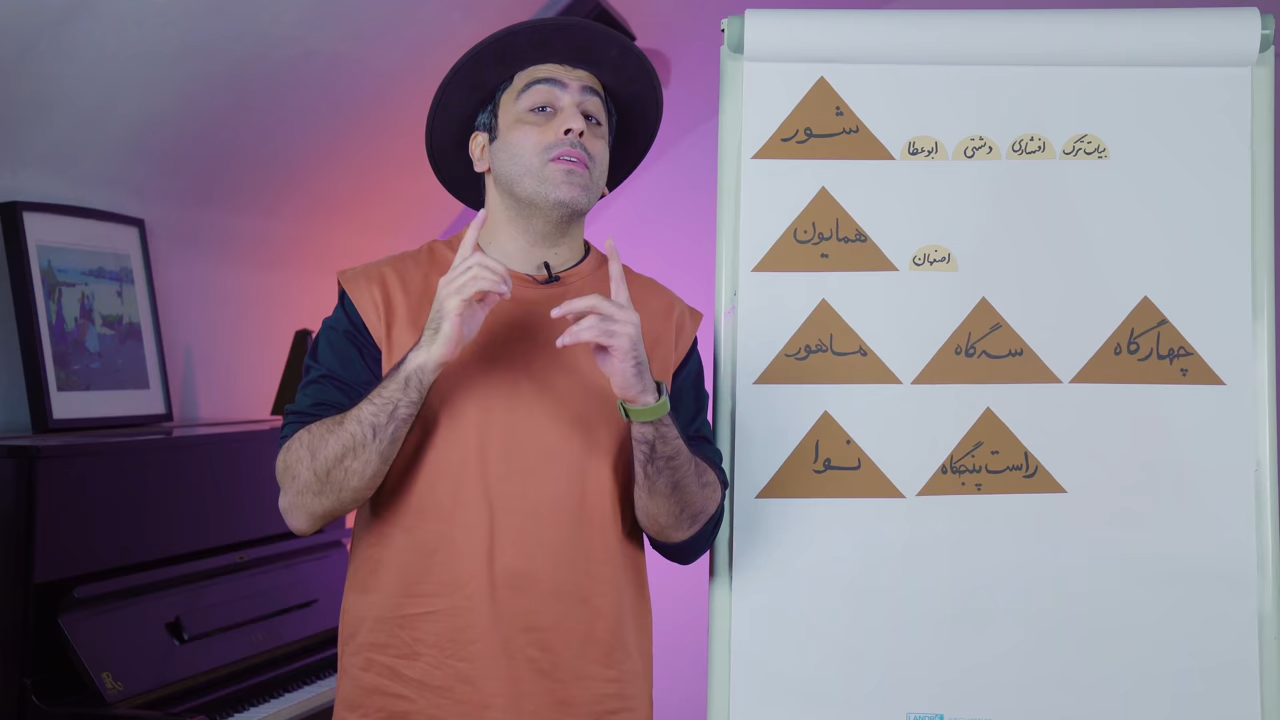 شور ابوعطا دشتی افشاری بیات ترک
همایون اصفهان
ماهور سه‌گاه چهارگاه
نوا راست پنجگاه